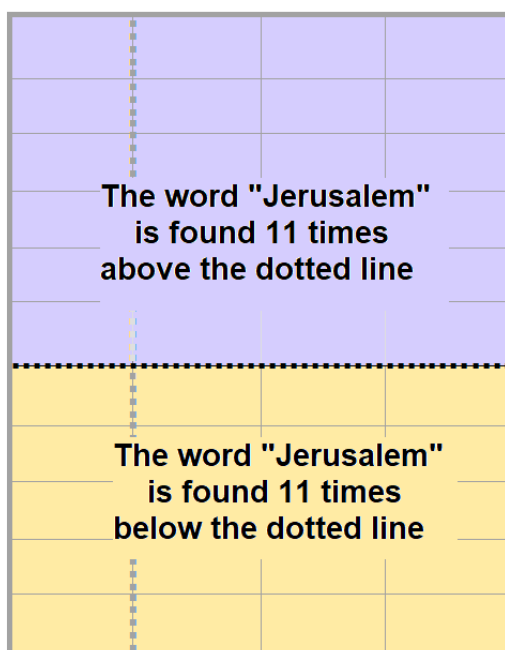 The word "Jerusalem"
is found 11 times
above the dotted line
The word "Jerusalem"
is found 11 times
below the dotted line